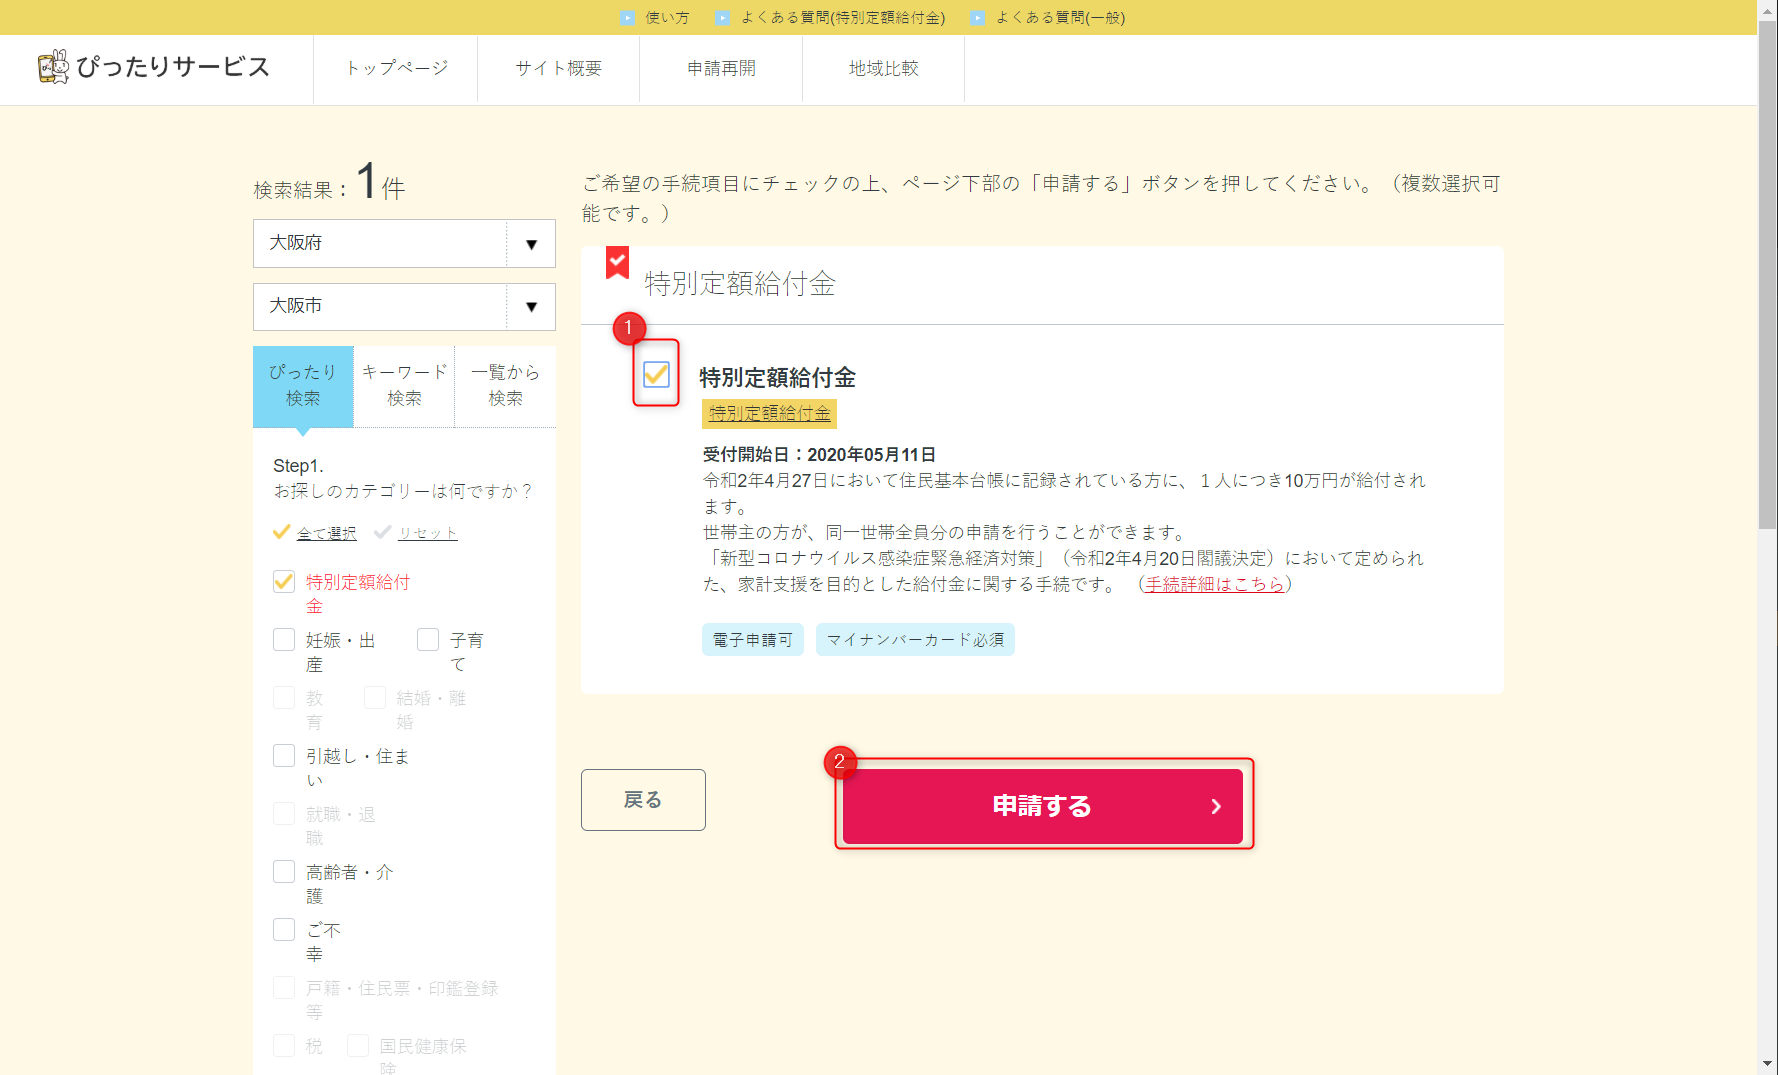 使い方 よくある質問(特別定額給付金) よくある質問(一般)
ぴったりサービス トップページ サイト概要 申請再開 地域比較
検索結果：1件
大阪府 ▼
大阪市 ▼
ぴったり
検索
キーワード
検索
一覧から
検索
Step1.
お探しのカテゴリーは何ですか？
全て選択 リセット
特別定額給付
金
妊娠・出
産
子育
て
教
育
結婚・離
婚
引越し・住ま
い
就職・退
職
高齢者・介
護
ご不
幸
戸籍・住民票・印鑑登録
等
税
国民健康保
険
ご希望の手続項目にチェックの上、ページ下部の「申請する」ボタンを押してください。（複数選択可
能です。）
特別定額給付金
1
特別定額給付金
特別定額給付金
受付開始日：2020年05月11日
令和2年4月27日において住民基本台帳に記録されている方に、１人につき10万円が給付され
ます。
世帯主の方が、同一世帯全員分の申請を行うことができます。
「新型コロナウイルス感染症緊急経済対策」（令和2年4月20日閣議決定）において定められ
た、家計支援を目的とした給付金に関する手続です。 （手続詳細はこちら）
電子申請可 マイナンバーカード必須
戻る
2
申請する